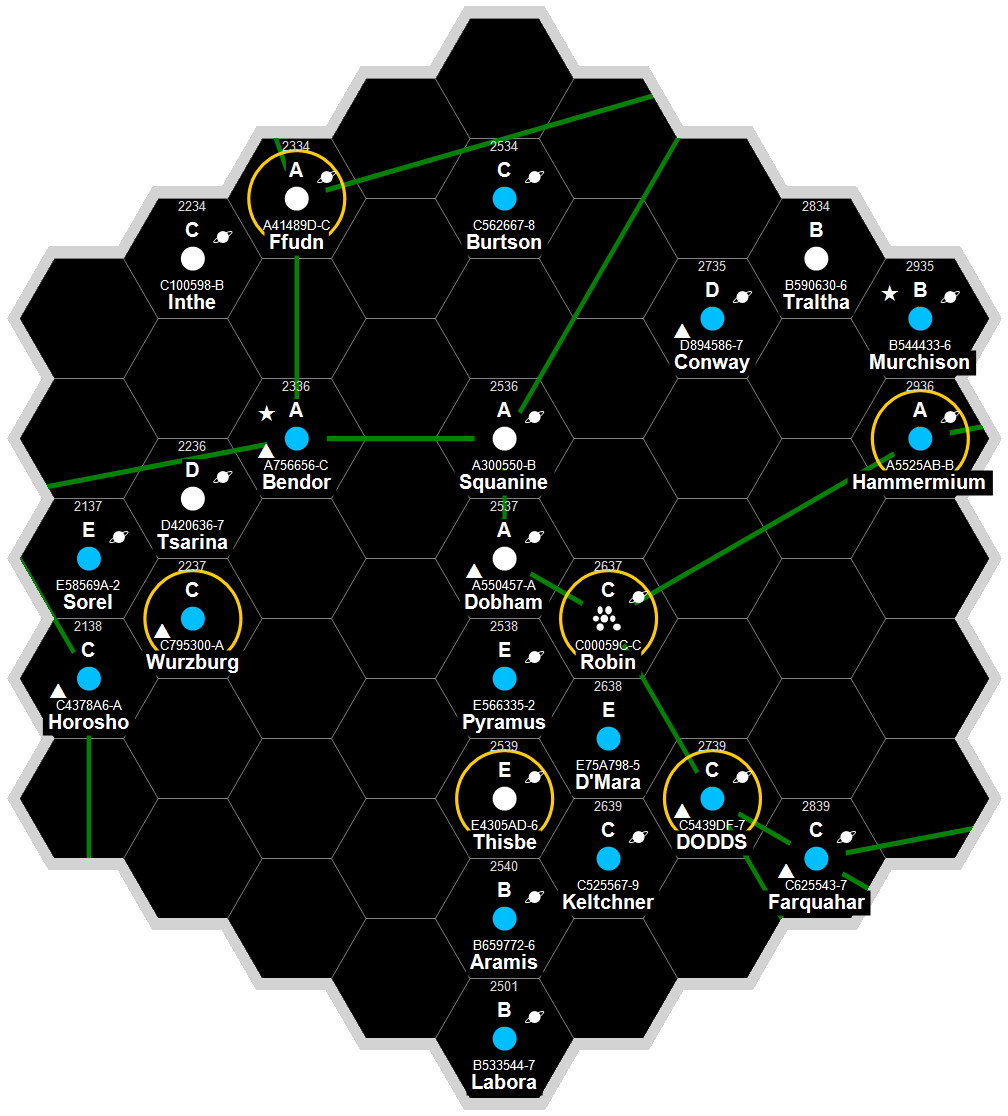 2334
A
A41489D-C
Ffudn
2534
C
C562667-8
Burtson
2234
C
C100598-B
Inthe
2834
B
B590630-6
Traltha
2735
D
D894586-7
Conway
2935
B
B544433-6
Murchison
2336
A
A756656-C
Bendor
2536
A
A300550-B
Squanine
2936
A
A5525AB-B
Hammermium
2236
D
D420636-7
Tsarina
2137
E
E58569A-2
Sorel
2537
A
A550457-A
Dobham
2237
C
C795300-A
Wurzburg
2637
C
C00059C-C
Robin
2138
C
C4378A6-A
Horosho
2538
E
E566335-2
Pyramus
2638
E
E75A798-5
D'Mara
2539
E
E4305AD-6
Thisbe
2739
C
C5439DE-7
DODDS
2639
C
C525567-9
Keltchner
2839
C
C625543-7
Farquahar
2540
B
B659772-6
Aramis
2501
B
B533544-7
Labora